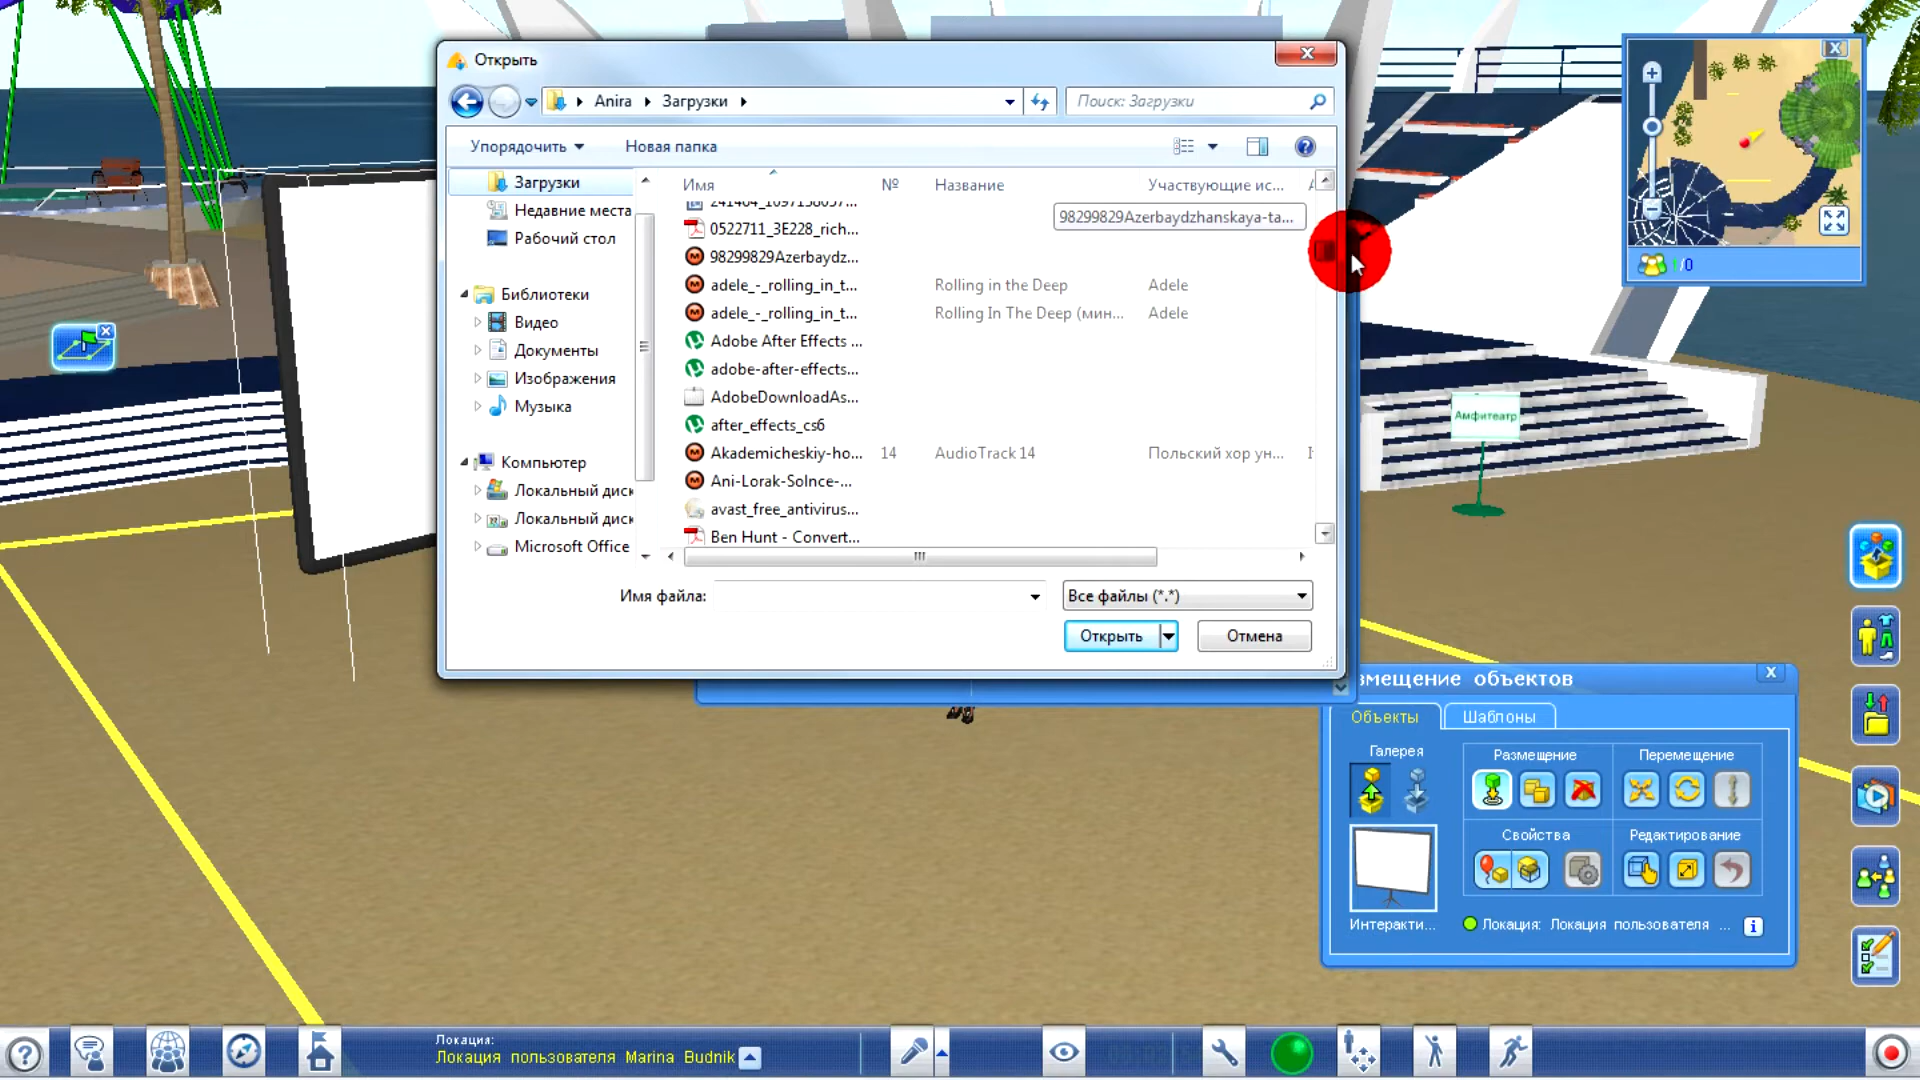 Открыть
Anira
Загрузки
Поиск: Загрузки
Упорядочить
Новая папка
Загрузки
Недавние места
Рабочий стол
Библиотеки
Видео
Документы
Изображения
Музыка
Компьютер
Локальный диск
Локальный диск
Microsoft Office
Имя
№
Название
Участвующие ис...
98299829Azerbaydzhanskaya-ta...
0522711_3E228_rich...
98299829Azerbaydz...
adele_-_rolling_in_t... Rolling in the Deep Adele
adele_-_rolling_in_t... Rolling In The Deep (мин... Adele
Adobe After Effects ...
adobe-after-effects...
AdobeDownloadAs...
after_effects_cs6
Akademicheskiy-ho... 14 AudioTrack 14 Польский хор ун...
Ani-Lorak-Solnce-...
avast_free_antivirus...
Ben Hunt - Convert...
Имя файла:
Все файлы (*.*)
Открыть
Отмена
/0
Амфитеатр
змещение объектов
Объекты
Шаблоны
Галерея
Размещение
Перемещение
Свойства
Редактирование
Интеракти...
Локация: Локация пользователя ...
Локация:
Локация пользователя Marina Budnik